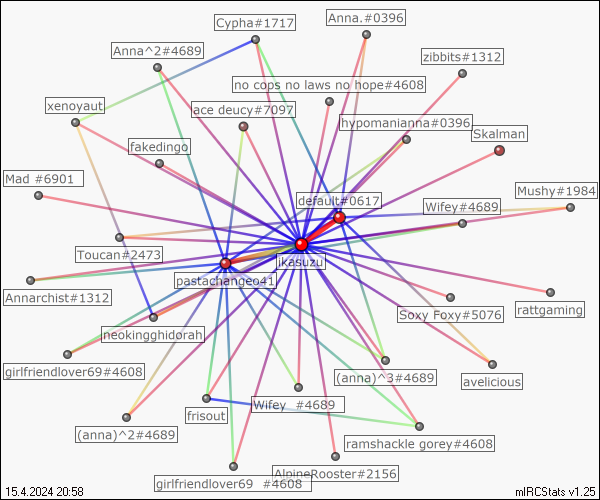 Cypha#1717
Anna.#0396
Anna^2#4689
zibbits#1312
no cops no laws no hope#4608
xenoyaut
ace deucy#7097
hypomanianna#0396
Skalman
fakedingo
Mad #6901
Mushy#1984
default#0617
Wifey#4689
Toucan#2473
ikasuzu
pastachangeo41
Annarchist#1312
rattgaming
Soxy Foxy#5076
neokingghidorah
girlfriendlover69#4608
(anna)^3#4689
avelicious
Wifey_#4689
frisout
(anna)^2#4689
ramshackle gorey#4608
AlpineRooster#2156
girlfriendlover69 #4608
15.4.2024 20:58
mIRCStats v1.25